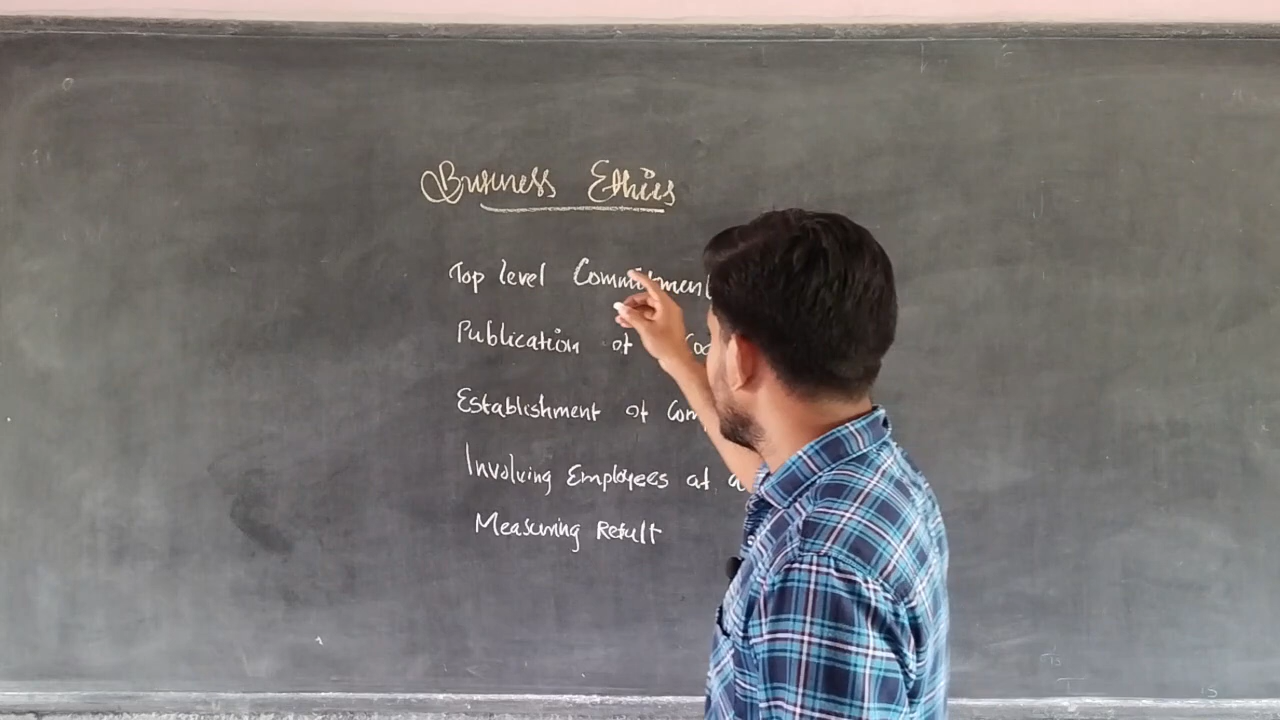 Business Ethics
Top level Commitment
Publication of
Establishment of Com
Involving Employees at a
Measuring Result